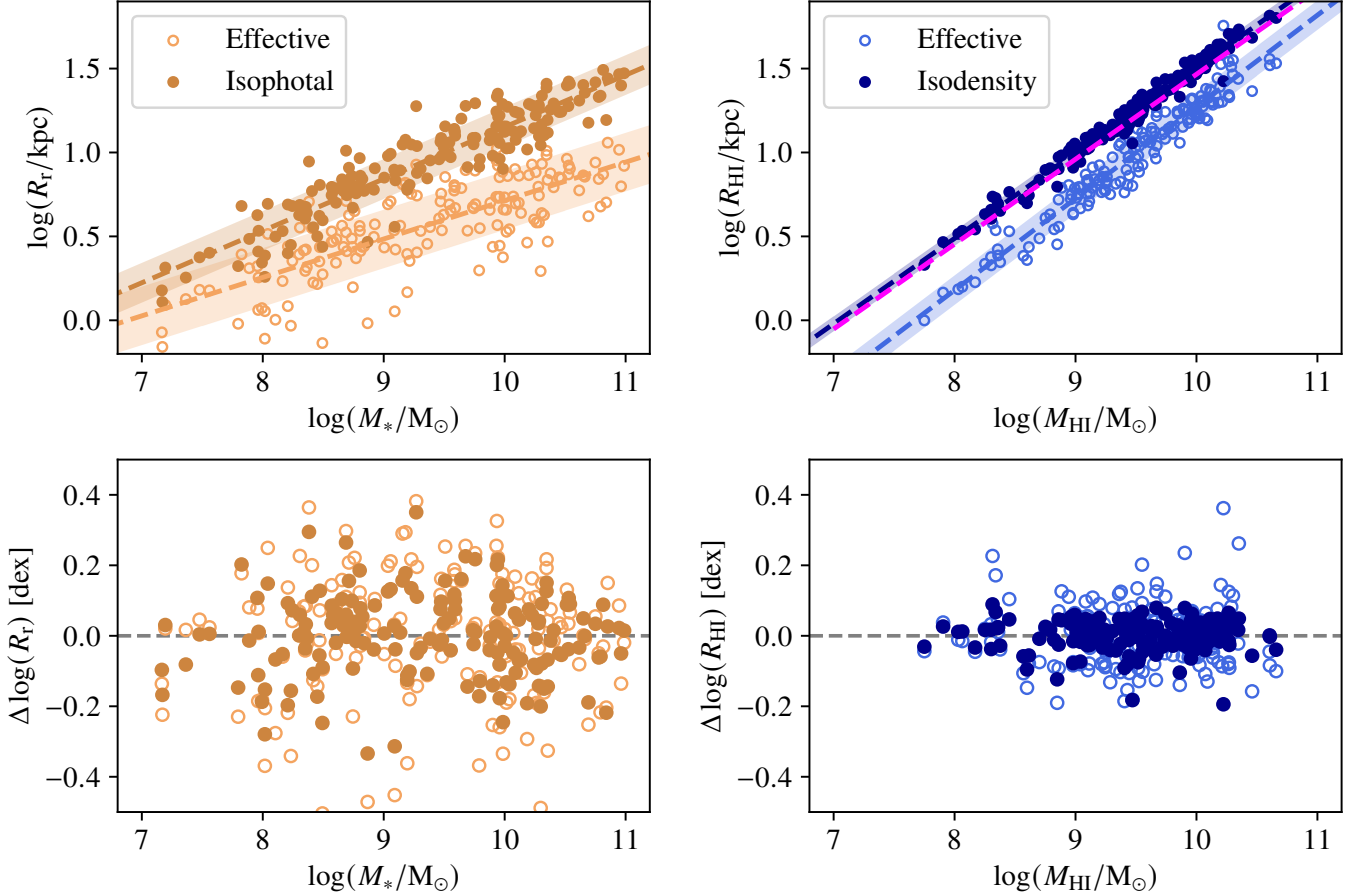 Effective
Isophotal
1.5
1.0
0.5
0.0
log(R_r/kpc)
7 8 9 10 11
log(M_*/M_⊙)
Effective
Isodensity
1.5
1.0
0.5
0.0
log(R_HI/kpc)
7 8 9 10 11
log(M_HI/M_⊙)
0.4
0.2
0.0
−0.2
−0.4
Δlog(R_r) [dex]
7 8 9 10 11
log(M_*/M_⊙)
0.4
0.2
0.0
−0.2
−0.4
Δlog(R_HI) [dex]
7 8 9 10 11
log(M_HI/M_⊙)